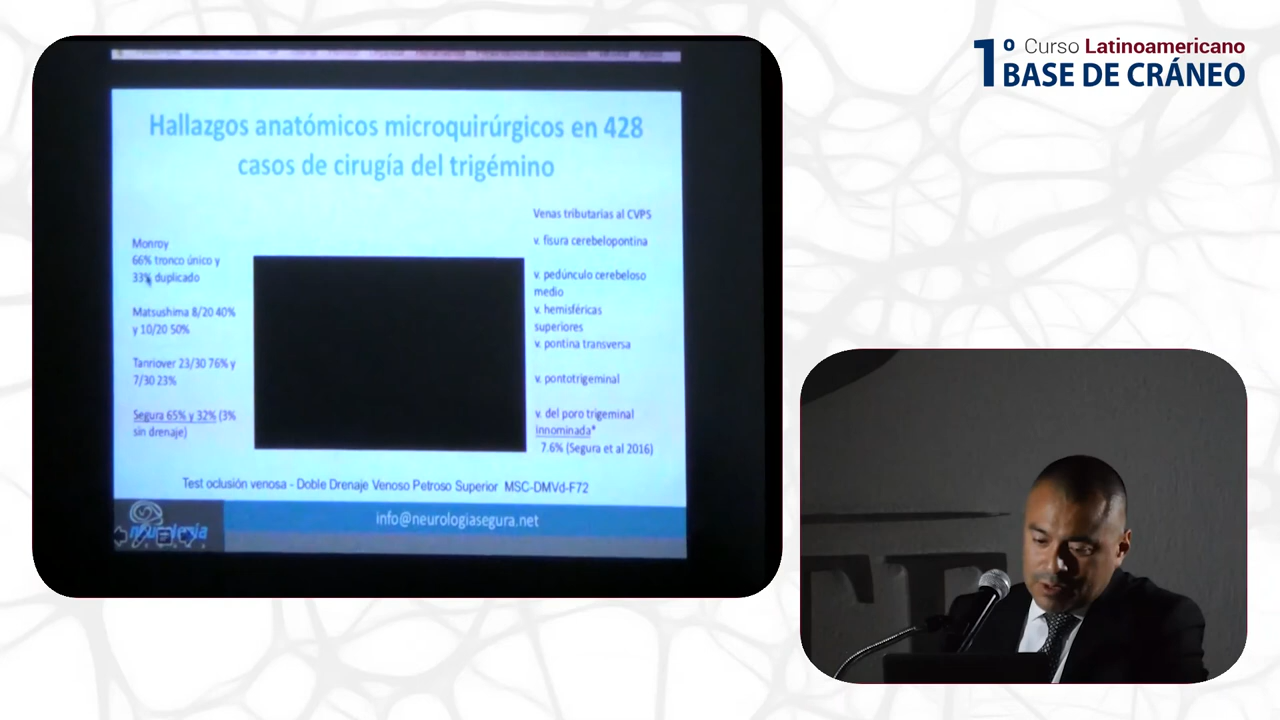 1º Curso Latinoamericano
BASE DE CRÁNEO
Hallazgos anatómicos microquirúrgicos en 428
casos de cirugía del trigémino
Monroy
66% tronco único y
33% duplicado
Matsushima 8/20 40%
y 10/20 50%
Tanriover 23/30 76% y
7/30 23%
Segura 65% y 32% (3%
sin drenaje)
Venas tributarias al CVPS
v. fisura cerebelopontina
v. pedúnculo cerebeloso
medio
v. hemisféricas
superiores
v. pontina transversa
v. pontotrigeminal
v. del poro trigeminal
innominada*
7.6% (Segura et al 2016)
Test oclusión venosa - Doble Drenaje Venoso Petroso Superior MSC-DMVd-F72
info@neurologiasegura.net